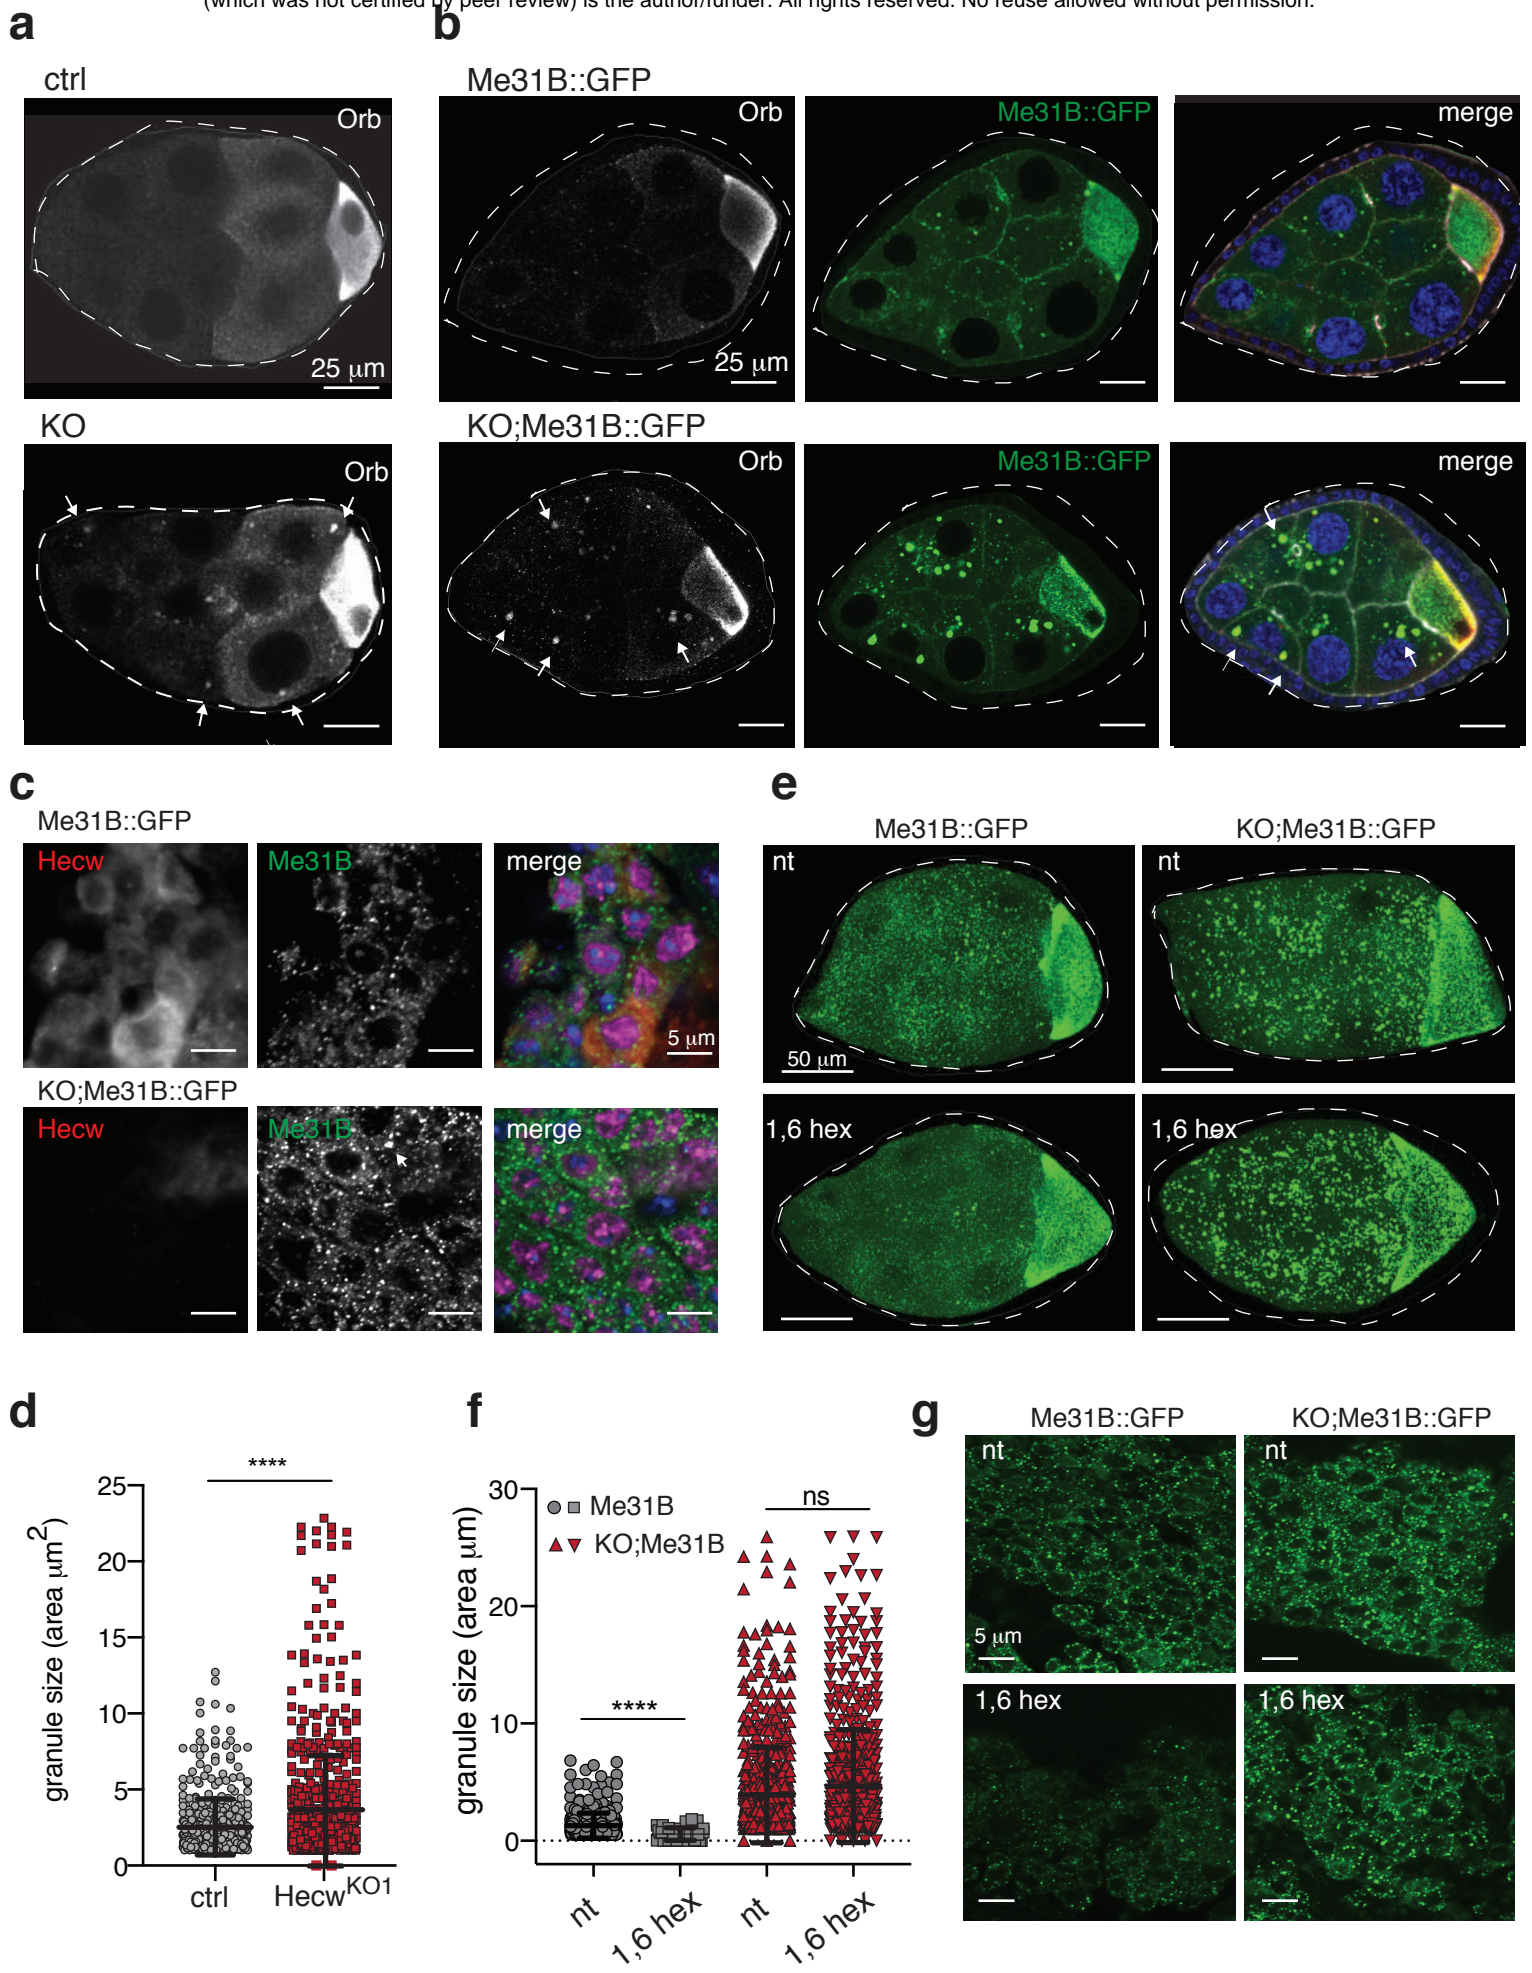 (which was not certified by peer review) is the author/funder. All rights reserved. No reuse allowed without permission.
a
ctrl
Orb
25 μm
KO
Orb
b
Me31B::GFP
Orb
25 μm
Me31B::GFP
merge
KO;Me31B::GFP
Orb
Me31B::GFP
merge
c
Me31B::GFP
Hecw
Me31B
merge
5 μm
KO;Me31B::GFP
Hecw
Me31B
merge
e
Me31B::GFP
KO;Me31B::GFP
nt
50 μm
nt
1,6 hex
1,6 hex
d
****
granule size (area μm2)
25
20
15
10
5
0
ctrl
HecwKO1
f
granule size (area μm)
30
20
10
0
Me31B
KO;Me31B
****
ns
nt
1,6 hex
nt
1,6 hex
g
Me31B::GFP
KO;Me31B::GFP
nt
5 μm
nt
1,6 hex
1,6 hex